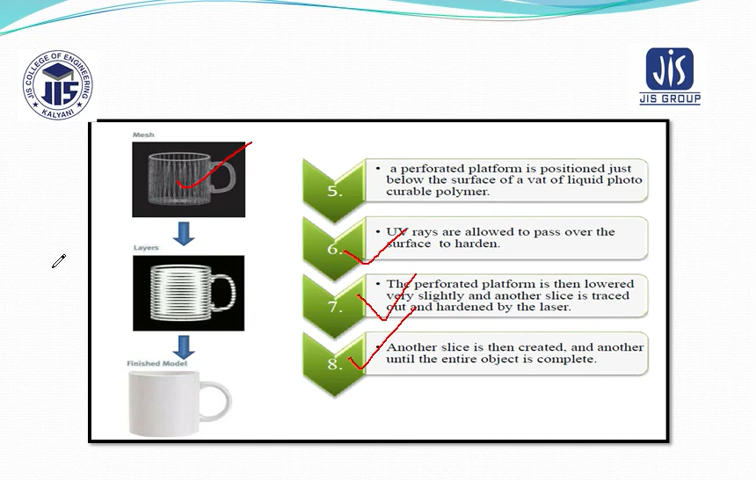 JIS COLLEGE OF ENGINEERING
JIS
KALYANI
JIS
JIS GROUP
Mesh
Layers
Finished Model
5.
• a perforated platform is positioned just
below the surface of a vat of liquid photo
curable polymer.
6.
• UV rays are allowed to pass over the
surface to harden.
7.
• The perforated platform is then lowered
very slightly and another slice is traced
out and hardened by the laser.
8.
• Another slice is then created, and another
until the entire object is complete.